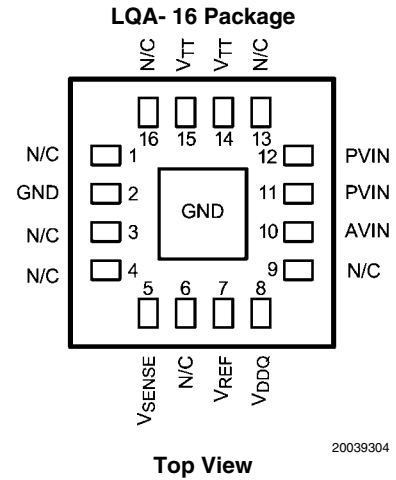 LQA- 16 Package
N/C VTT VTT N/C
16 15 14 13
N/C 1 12 PVIN
GND 2 11 PVIN
GND
N/C 3 10 AVIN
N/C 4 9 N/C
5 6 7 8
VSENSE N/C VREF VDDQ
20039304
Top View